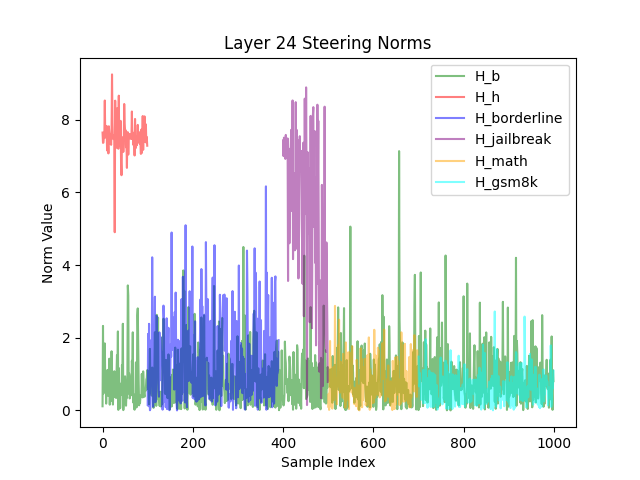 Layer 24 Steering Norms
H_b
H_h
H_borderline
H_jailbreak
H_math
H_gsm8k
Norm Value
8
6
4
2
0
0 200 400 600 800 1000
Sample Index